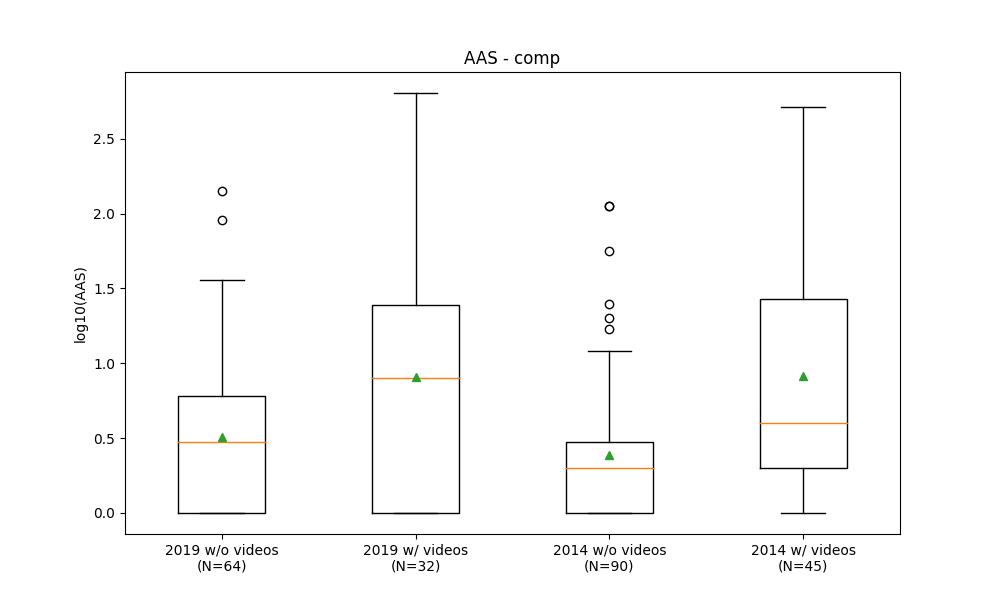 AAS - comp
log10(AAS)
2.5
2.0
1.5
1.0
0.5
0.0
2019 w/o videos
(N=64)
2019 w/ videos
(N=32)
2014 w/o videos
(N=90)
2014 w/ videos
(N=45)